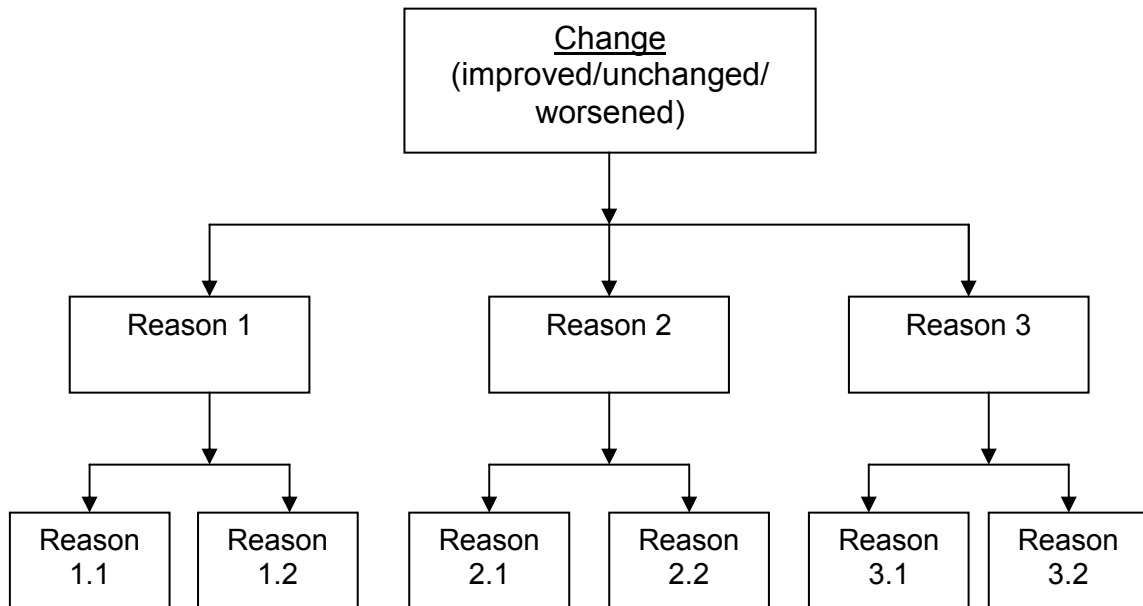 Change
(improved/unchanged/
worsened)
Reason 1
Reason 2
Reason 3
Reason
1.1
Reason
1.2
Reason
2.1
Reason
2.2
Reason
3.1
Reason
3.2